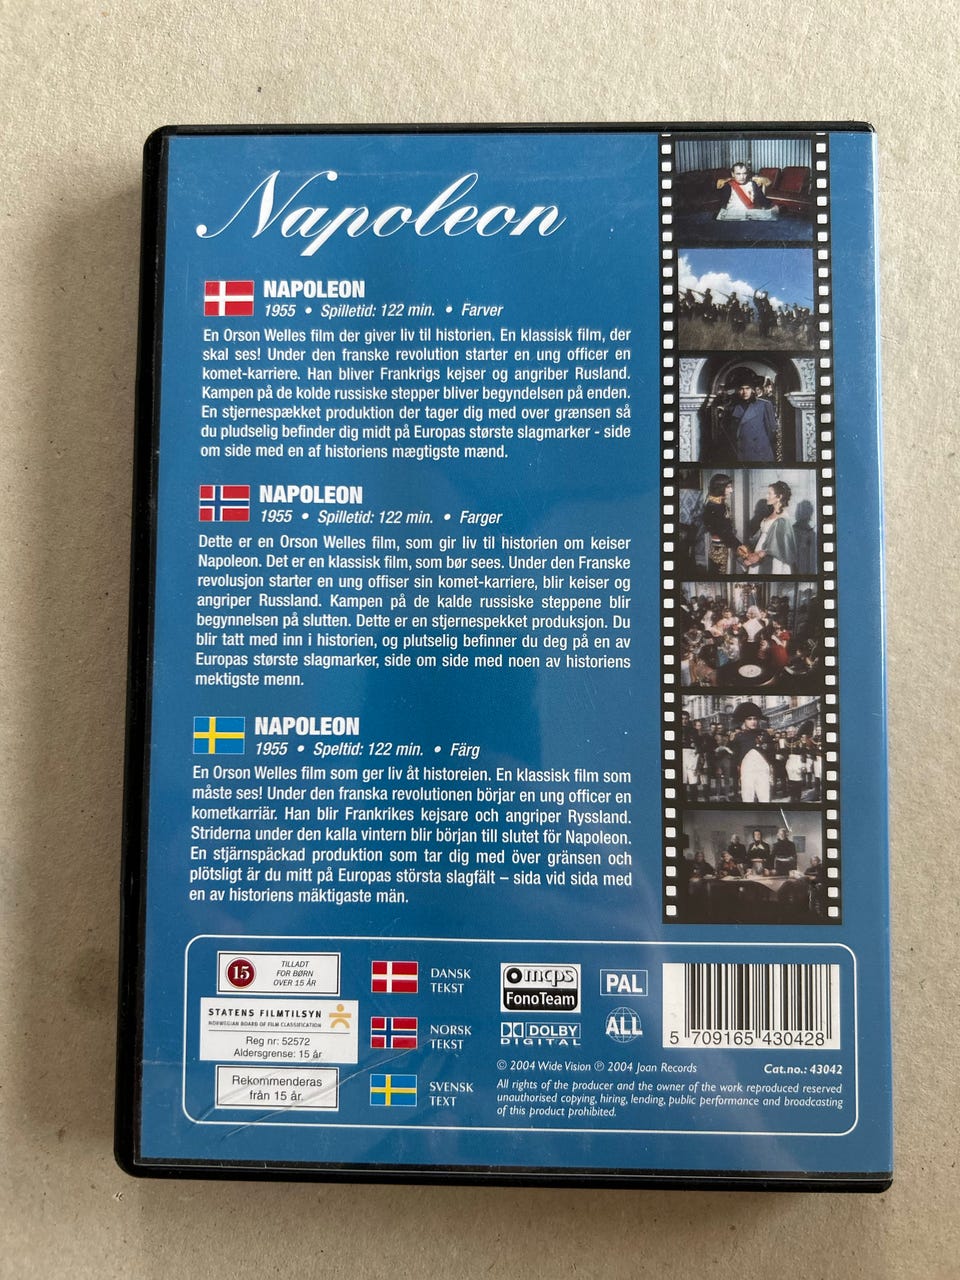 Napoleon
NAPOLEON
1955 • Spilletid: 122 min. • Farver
En Orson Welles film der giver liv til historien. En klassisk film, der
skal ses! Under den franske revolution starter en ung officer en
komet-karriere. Han bliver Frankrigs kejser og angriber Rusland.
Kampen på de kolde russiske stepper bliver begyndelsen på enden.
En stjernespækket produktion der tager dig med over grænsen så
du pludselig befinder dig midt på Europas største slagmarker - side
om side med en af historiens mægtigste mænd.
NAPOLEON
1955 • Spilletid: 122 min. • Farger
Dette er en Orson Welles film, som gir liv til historien om keiser
Napoleon. Det er en klassisk film, som bør sees. Under den Franske
revolusjon starter en ung offiser sin komet-karriere, blir keiser og
angriper Russland. Kampen på de kalde russiske steppene blir
begynnelsen på slutten. Dette er en stjernespekket produksjon. Du
blir tatt med inn i historien, og plutselig befinner du deg på en av
Europas største slagmarker, side om side med noen av historiens
mektigste menn.
NAPOLEON
1955 • Speltid: 122 min. • Färg
En Orson Welles film som ger liv åt historeien. En klassisk film som
måste ses! Under den franska revolutionen börjar en ung officer en
kometkarriär. Han blir Frankrikes kejsare och angriper Ryssland.
Striderna under den kalla vintern blir början till slutet för Napoleon.
En stjärnspäckad produktion som tar dig med över gränsen och
plötsligt är du mitt på Europas största slagfält – sida vid sida med
en av historiens mäktigaste män.
15
TILLADT
FOR BØRN
OVER 15 ÅR
STATENS FILMTILSYN
NORWEGIAN BOARD OF FILM CLASSIFICATION
Reg nr: 52572
Aldersgrense: 15 år
Rekommenderas
från 15 år.
DANSK
TEKST
NORSK
TEKST
SVENSK
TEXT
mcps
FonoTeam
DOLBY
DIGITAL
PAL
ALL
5 709165 430428
© 2004 Wide Vision ℗ 2004 Joan Records
Cat.no.: 43042
All rights of the producer and the owner of the work reproduced reserved
unauthorised copying, hiring, lending, public performance and broadcasting
of this product prohibited.